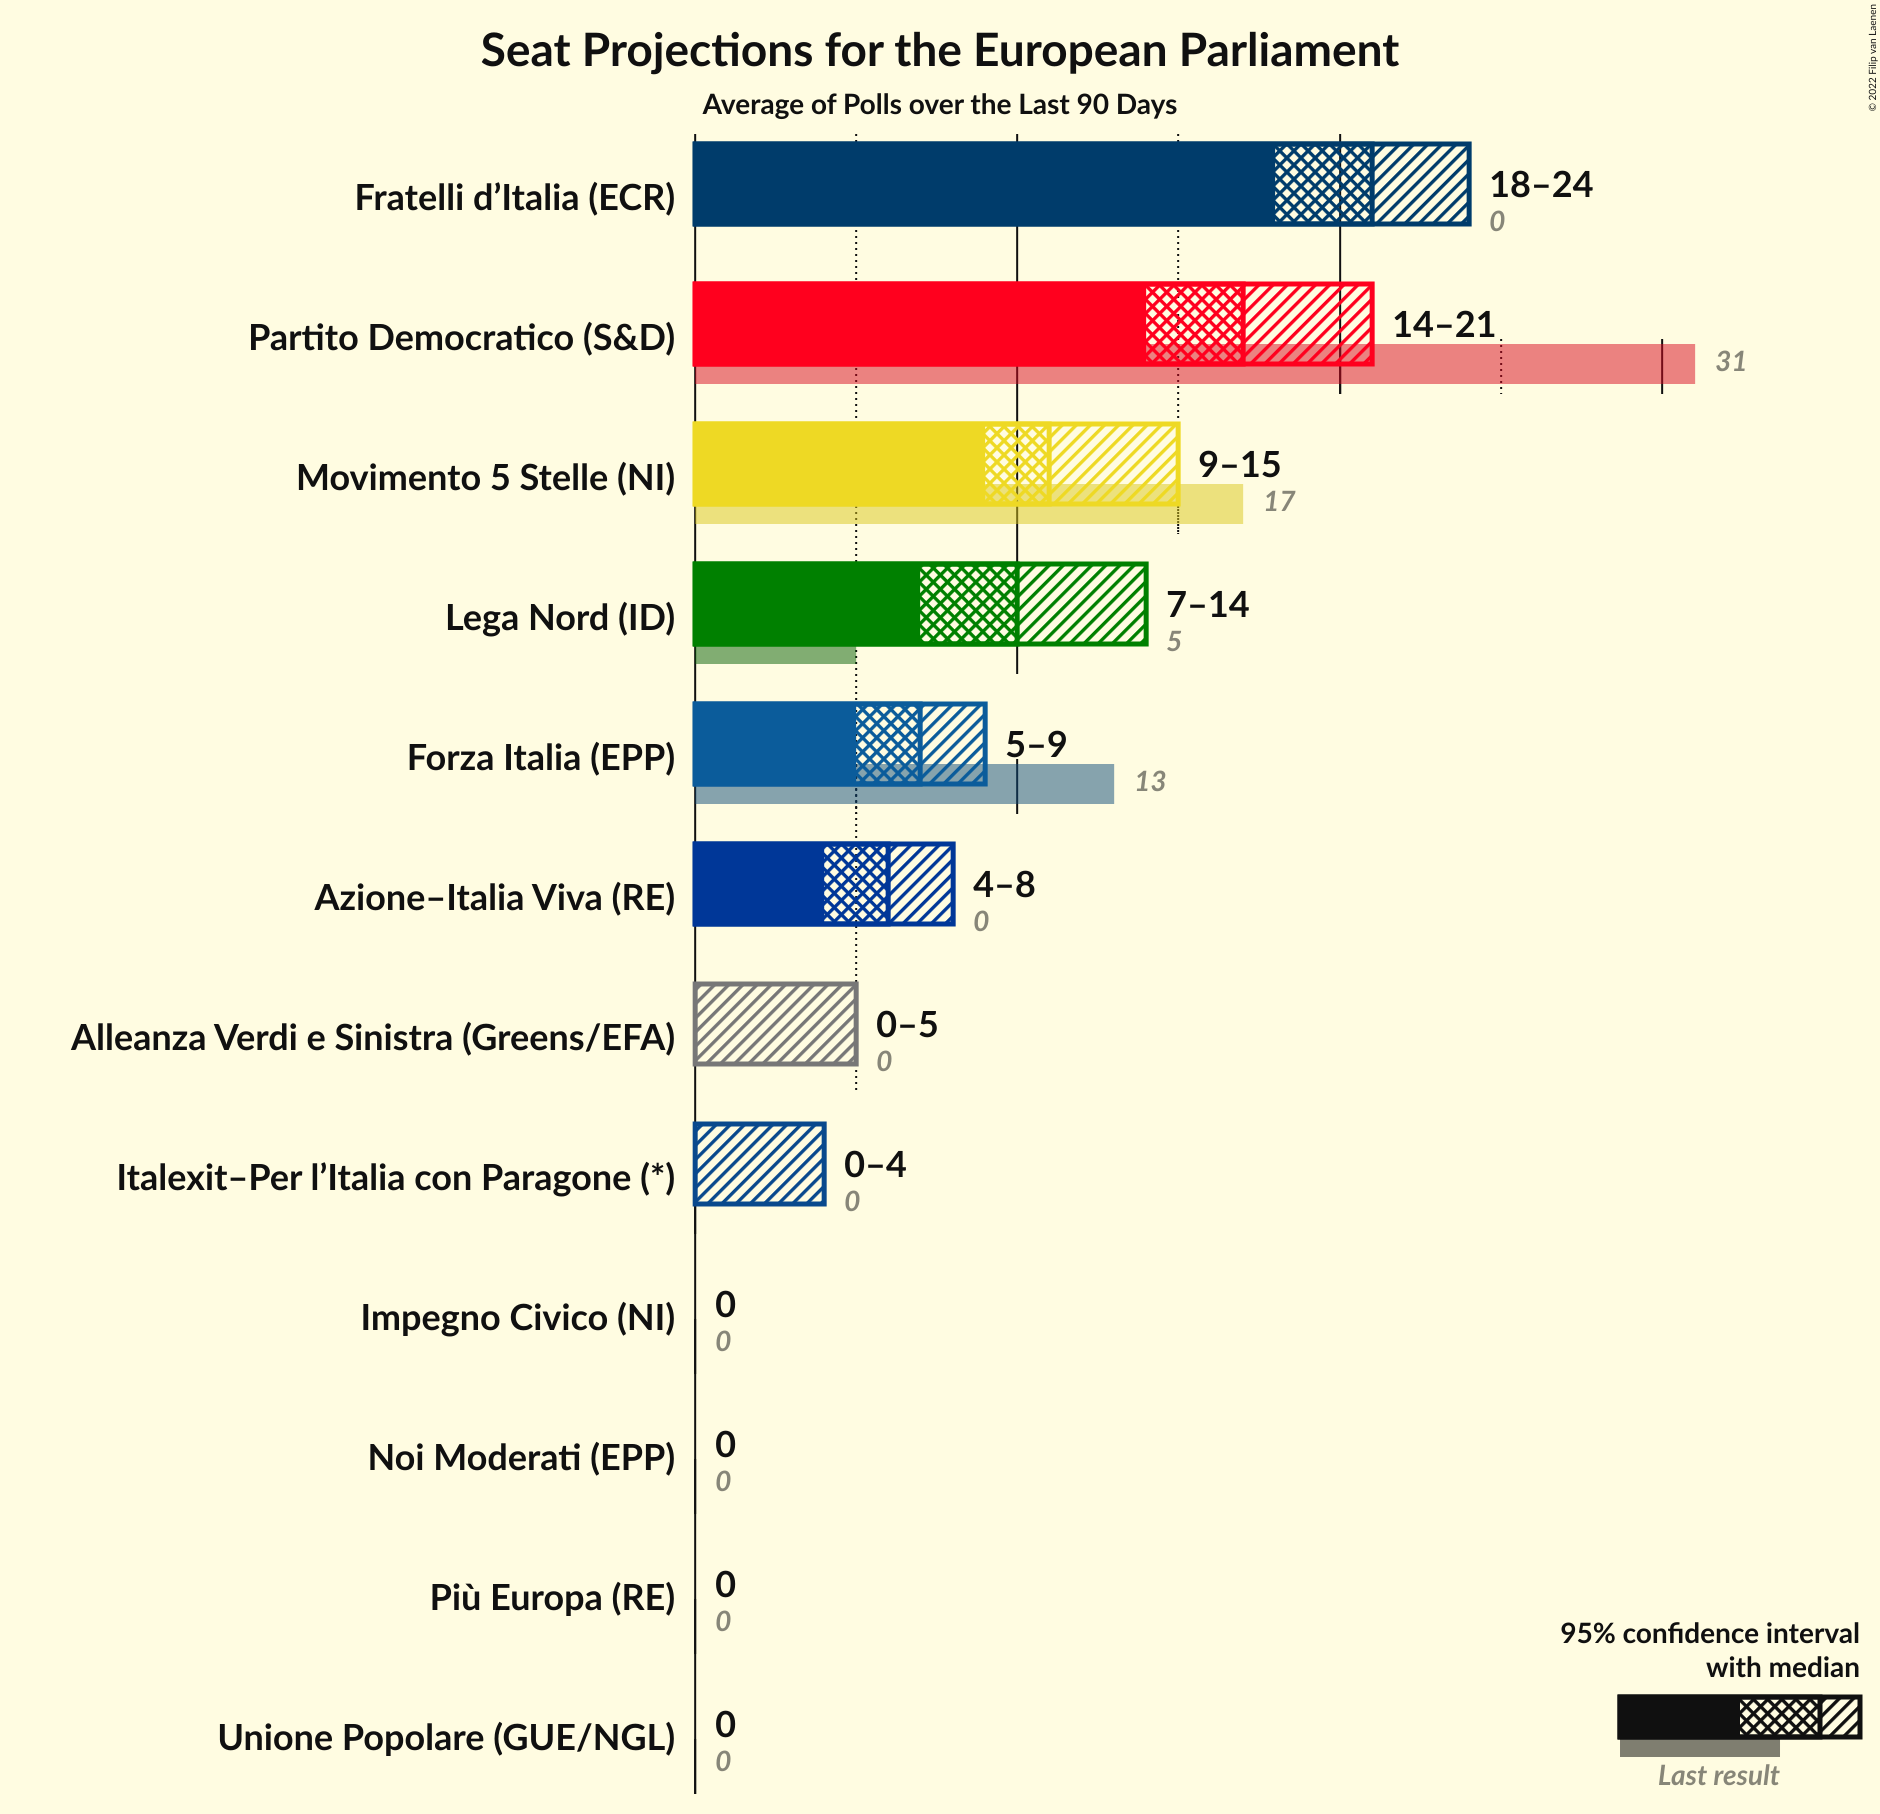 Seat Projections for the European Parliament
Average of Polls over the Last 90 Days
© 2022 Filip van Laenen
Fratelli d’Italia (ECR)
18–24
0
Partito Democratico (S&D)
14–21
31
Movimento 5 Stelle (NI)
9–15
17
Lega Nord (ID)
7–14
5
Forza Italia (EPP)
5–9
13
Azione–Italia Viva (RE)
4–8
0
Alleanza Verdi e Sinistra (Greens/EFA)
0–5
0
Italexit–Per l’Italia con Paragone (*)
0–4
0
Impegno Civico (NI)
0
0
Noi Moderati (EPP)
0
0
Più Europa (RE)
0
0
Unione Popolare (GUE/NGL)
0
0
95% confidence interval
with median
Last result